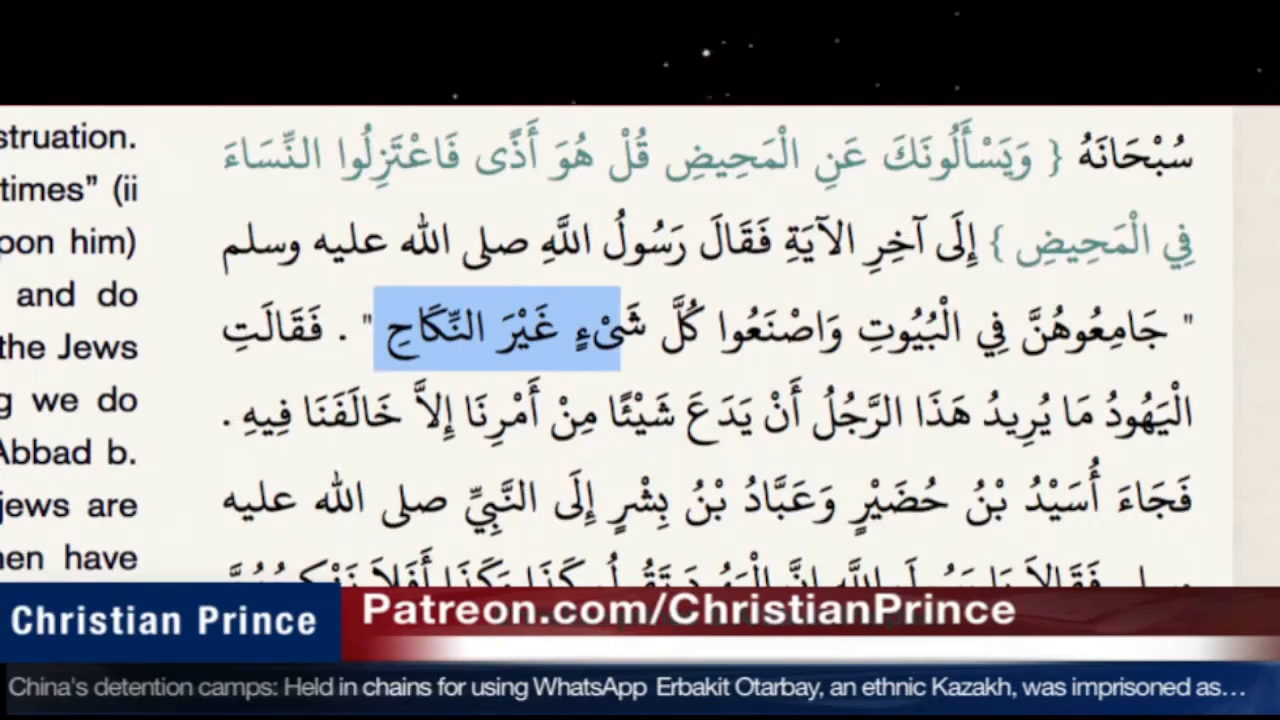 struation.
times” (ii
pon him)
and do
the Jews
g we do
Abbad b.
jews are
en have
سُبْحَانَهُ { وَيَسْأَلُونَكَ عَنِ الْمَحِيضِ قُلْ هُوَ أَذًى فَاعْتَزِلُوا النِّسَاءَ
فِي الْمَحِيضِ } إِلَى آخِرِ الآيَةِ فَقَالَ رَسُولُ اللَّهِ صلى الله عليه وسلم
" جَامِعُوهُنَّ فِي الْبُيُوتِ وَاصْنَعُوا كُلَّ شَىْءٍ غَيْرَ النِّكَاحِ " . فَقَالَتِ
الْيَهُودُ مَا يُرِيدُ هَذَا الرَّجُلُ أَنْ يَدَعَ شَيْئًا مِنْ أَمْرِنَا إِلاَّ خَالَفَنَا فِيهِ .
فَجَاءَ أُسَيْدُ بْنُ حُضَيْرٍ وَعَبَّادُ بْنُ بِشْرٍ إِلَى النَّبِيِّ صلى الله عليه
Christian Prince
Patreon.com/ChristianPrince
China's detention camps: Held in chains for using WhatsApp Erbakit Otarbay, an ethnic Kazakh, was imprisoned as…